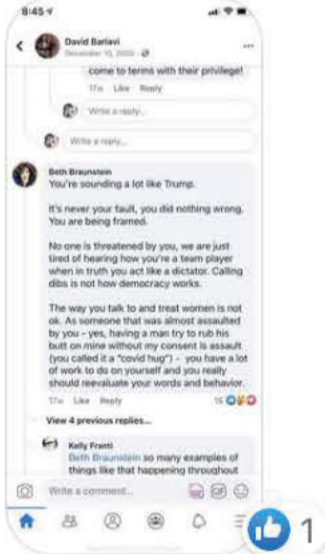 8:45
David Barlavi
December 15, 2020
come to terms with their privilege!
17w Like Reply
Write a reply...
Write a reply...
Beth Braunstein
You're sounding a lot like Trump.
It's never your fault, you did nothing wrong.
You are being framed.
No one is threatened by you, we are just
tired of hearing how you're a team player
when in truth you act like a dictator. Calling
dibs is not how democracy works.
The way you talk to and treat women is not
ok. As someone that was almost assaulted
by you - yes, having a man try to rub his
butt on mine without my consent is assault
(you called it a "covid hug") - you have a lot
of work to do on yourself and you really
should reevaluate your words and behavior.
17w Like Reply 15
View 4 previous replies...
Kelly Franti
Beth Braunstein so many examples of
things like that happening throughout
Write a comment...
GIF
1